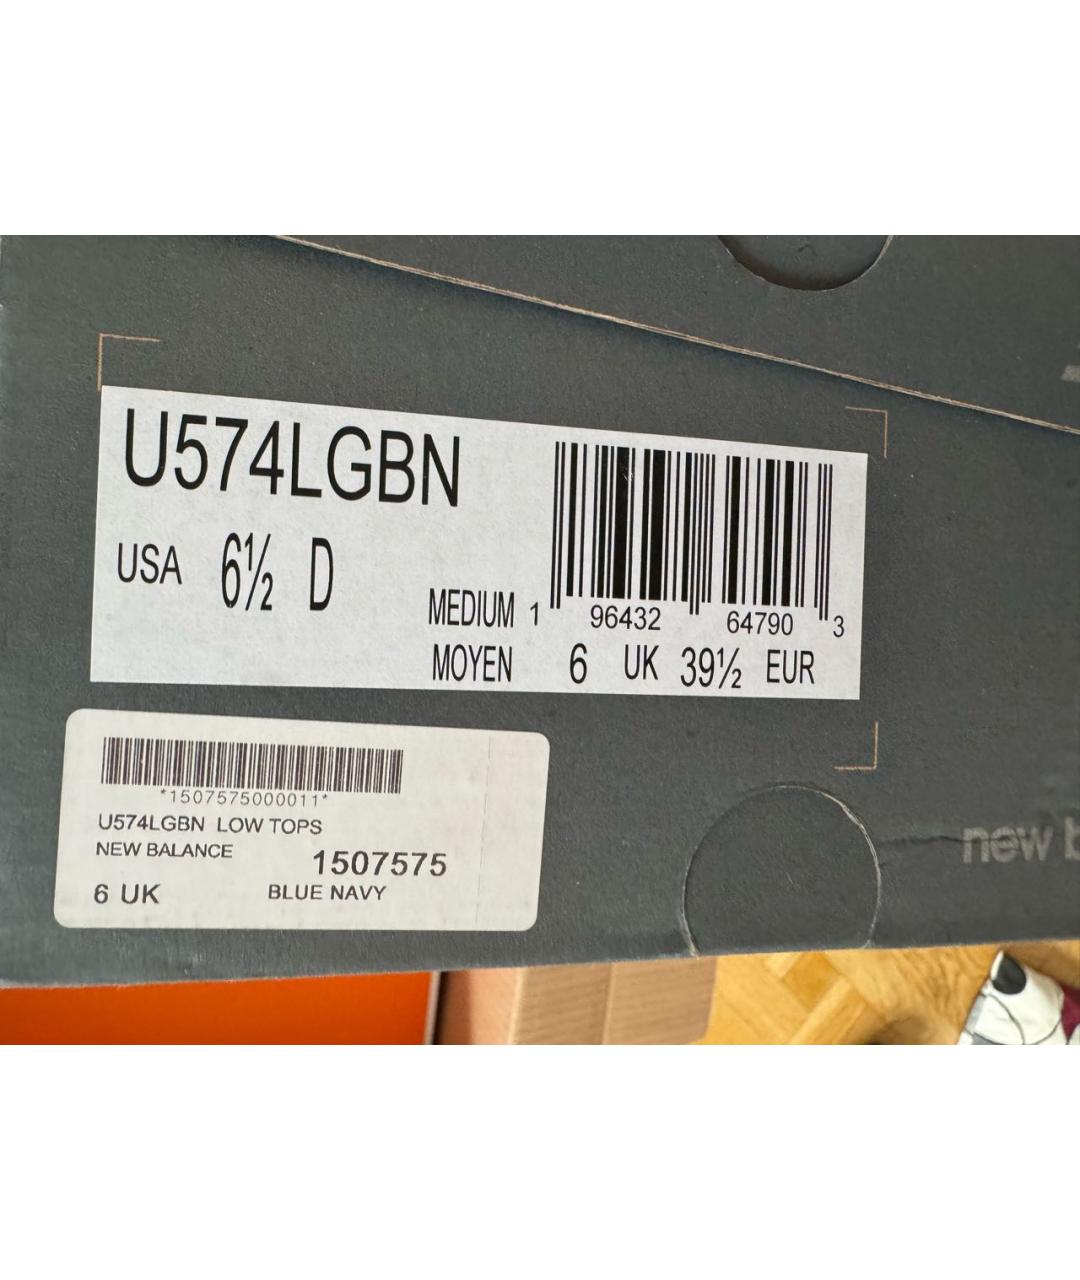 U574LGBN
USA 6½ D
MEDIUM 1 96432 64790 3
MOYEN 6 UK 39½ EUR
*1507575000011*
U574LGBN LOW TOPS
NEW BALANCE 1507575
6 UK BLUE NAVY
new